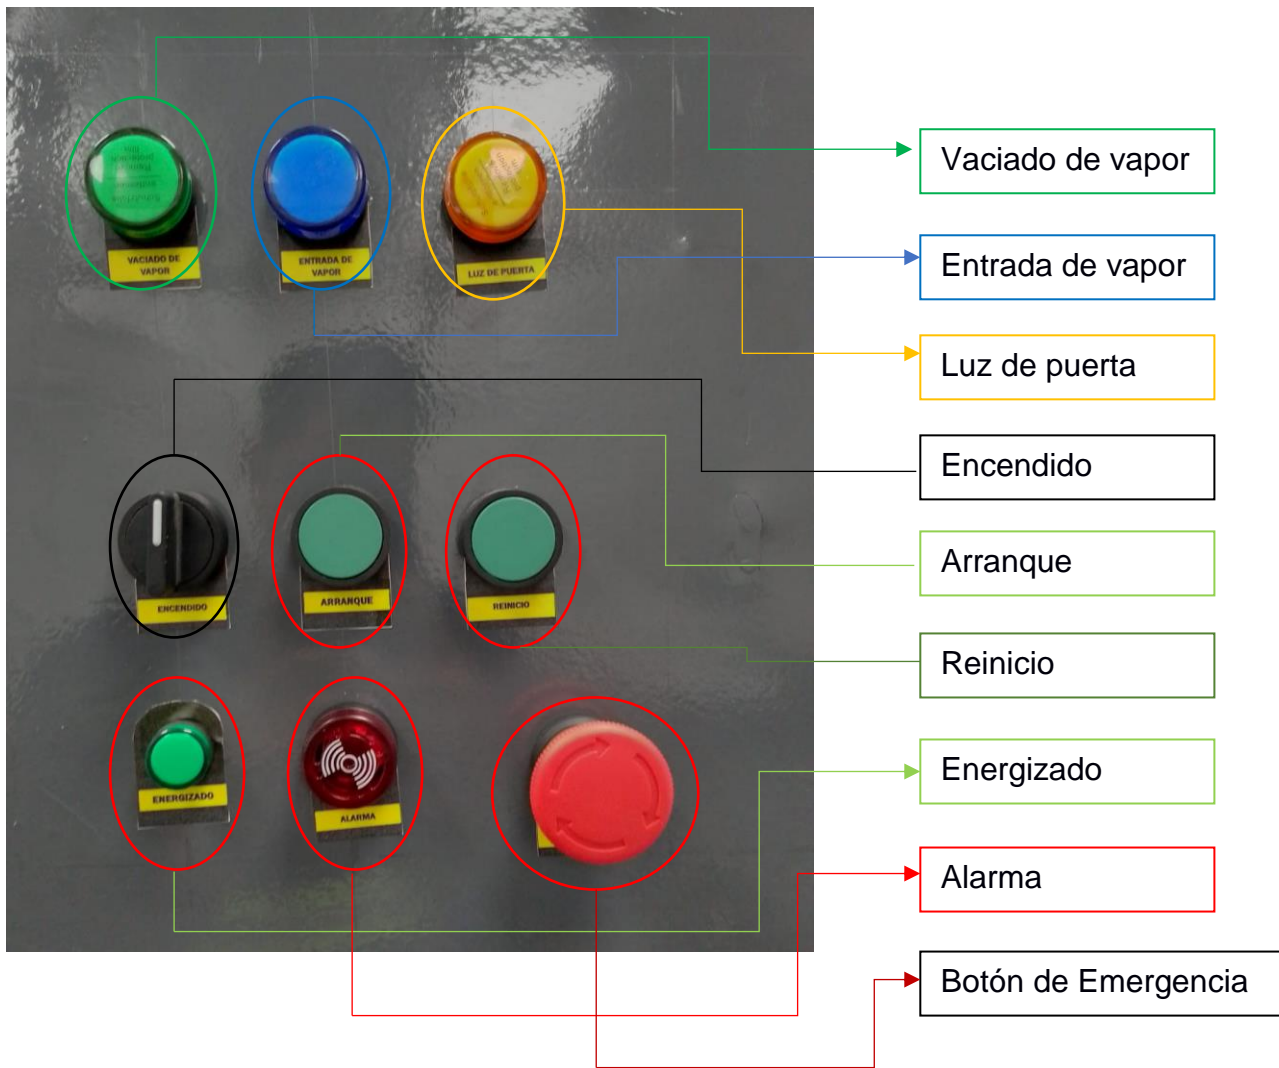 Vaciado de vapor
VACIADO DE
VAPOR
ENTRADA DE
VAPOR
LUZ DE PUERTA
Entrada de vapor
Luz de puerta
Encendido
Arranque
ENCENDIDO
ARRANQUE
REINICIO
Reinicio
Energizado
ENERGIZADO
ALARMA
Alarma
Botón de Emergencia